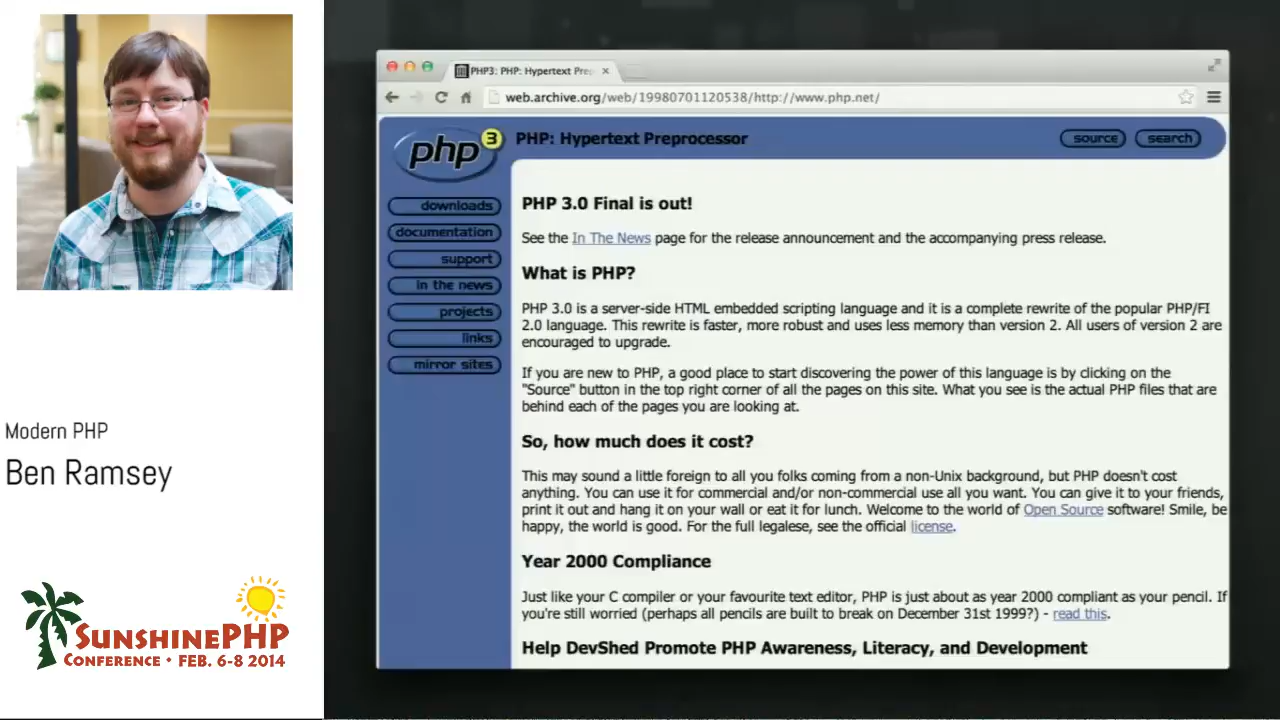 Modern PHP
Ben Ramsey
SUNSHINEPHP
CONFERENCE • FEB. 6-8 2014
PHP3: PHP: Hypertext Pre
web.archive.org/web/19980701120538/http://www.php.net/
php 3
PHP: Hypertext Preprocessor
source
search
downloads
documentation
support
in the news
projects
links
mirror sites
PHP 3.0 Final is out!
See the In The News page for the release announcement and the accompanying press release.
What is PHP?
PHP 3.0 is a server-side HTML embedded scripting language and it is a complete rewrite of the popular PHP/FI
2.0 language. This rewrite is faster, more robust and uses less memory than version 2. All users of version 2 are
encouraged to upgrade.
If you are new to PHP, a good place to start discovering the power of this language is by clicking on the
"Source" button in the top right corner of all the pages on this site. What you see is the actual PHP files that are
behind each of the pages you are looking at.
So, how much does it cost?
This may sound a little foreign to all you folks coming from a non-Unix background, but PHP doesn't cost
anything. You can use it for commercial and/or non-commercial use all you want. You can give it to your friends,
print it out and hang it on your wall or eat it for lunch. Welcome to the world of Open Source software! Smile, be
happy, the world is good. For the full legalese, see the official license.
Year 2000 Compliance
Just like your C compiler or your favourite text editor, PHP is just about as year 2000 compliant as your pencil. If
you're still worried (perhaps all pencils are built to break on December 31st 1999?) - read this.
Help DevShed Promote PHP Awareness, Literacy, and Development